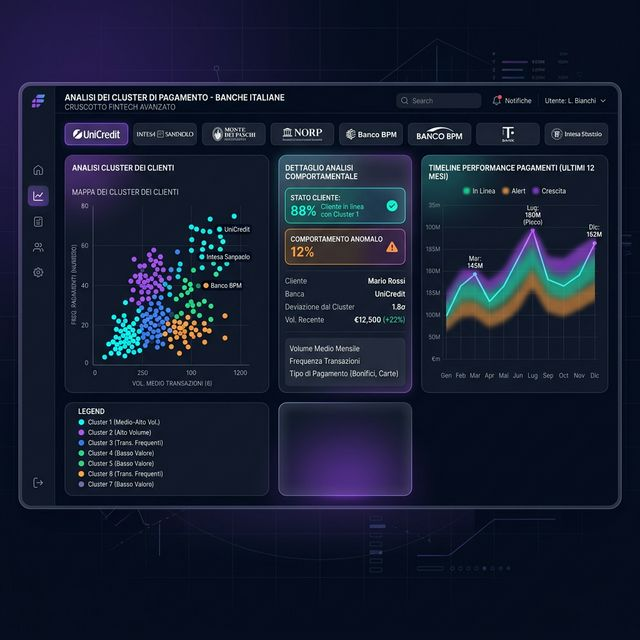 ANALISI DEI CLUSTER DI PAGAMENTO - BANCHE ITALIANE
CRUSCOTTO FINTECH AVANZATO
Search
Notifiche
Utente: L. Bianchi
UniCredit
INTESA
MONTE
DEI PASCHI
NORP
Banco BPM
BANCO BPM
Intesa
ANALISI CLUSTER DEI CLIENTI
MAPPA DEI CLUSTER DEI CLIENTI
FREQ. PAGAMENTI (NUMERO)
80
60
40
20
0
UniCredit
Intesa Sanpaolo
Banco BPM
0
250
100
1200
VOL. MEDIO TRANSAZIONI (6)
DETTAGLIO ANALISI
COMPORTAMENTALE
STATO CLIENTE:
88% Cliente in linea
con Cluster 1
COMPORTAMENTO ANOMALO
12%
Cliente Mario Rossi
Banca UniCredit
Deviazione dal Cluster 1.8σ
Vol. Recente €12,500 (+22%)
Volume Medio Mensile
Frequenza Transazioni
Tipo di Pagamento (Bonifici, Carte)
TIMELINE PERFORMANCE PAGAMENTI (ULTIMI 12
MESI)
In Linea
Alert
Crescita
35m
100M
185M
160M
185M
100M
50M
€m
Mar:
145M
Lug:
180M
(Picco)
Dic:
162M
Gen Feb Mar Apr Mai Jum Lug Sep Oct Nov Dic
LEGEND
Cluster 1 (Medio-Alto Vol.)
Cluster 2 (Alto Volume)
Cluster 3 (Trans. Frequenti)
Cluster 4 (Basso Valore)
Cluster 5 (Basso Valore)
Cluster 8 (Trans. Frequenti)
Cluster 7 (Basso Valore)